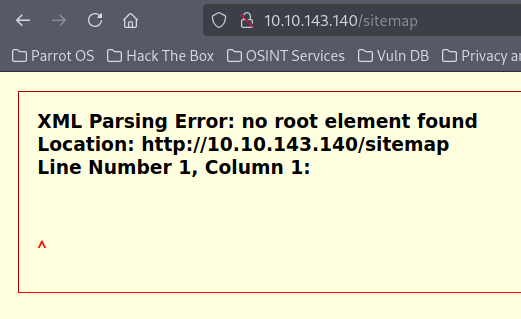 10.10.143.140/sitemap
Parrot OS Hack The Box OSINT Services Vuln DB Privacy
XML Parsing Error: no root element found
Location: http://10.10.143.140/sitemap
Line Number 1, Column 1:
^